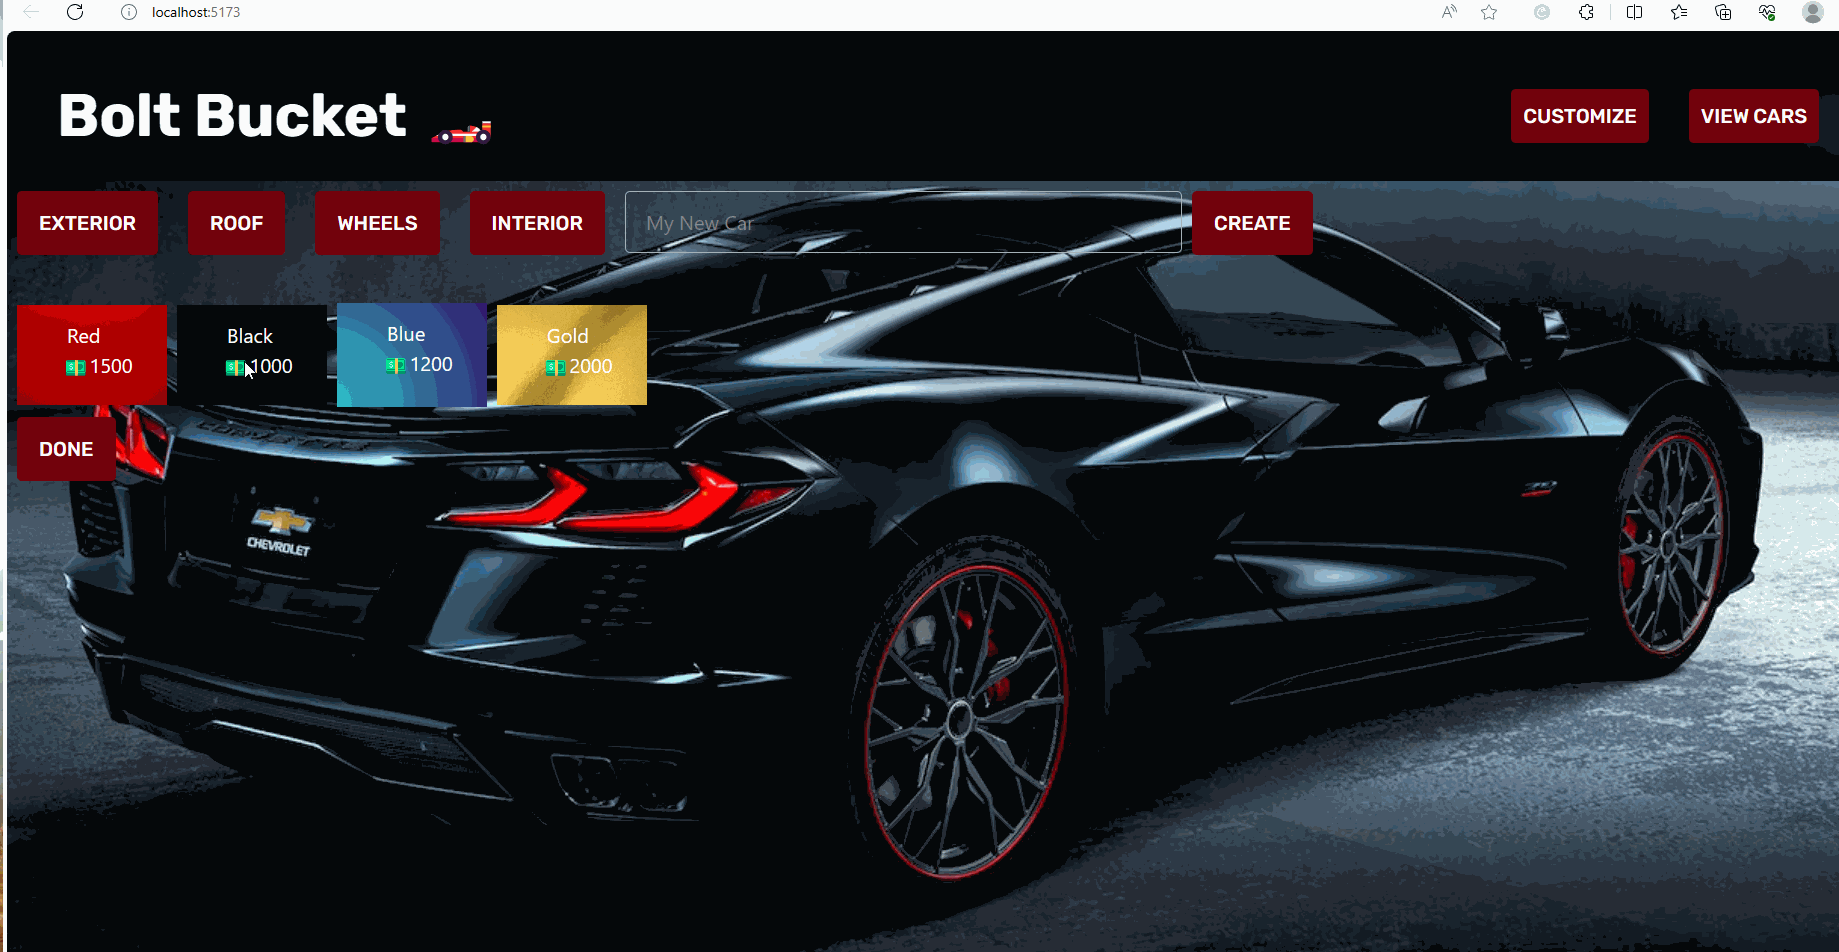 localhost:5173
Bolt Bucket
CUSTOMIZE
VIEW CARS
EXTERIOR
ROOF
WHEELS
INTERIOR
My New Car
CREATE
Red
1500
Black
1000
Blue
1200
Gold
2000
DONE
CORVETTE
CHEVROLET